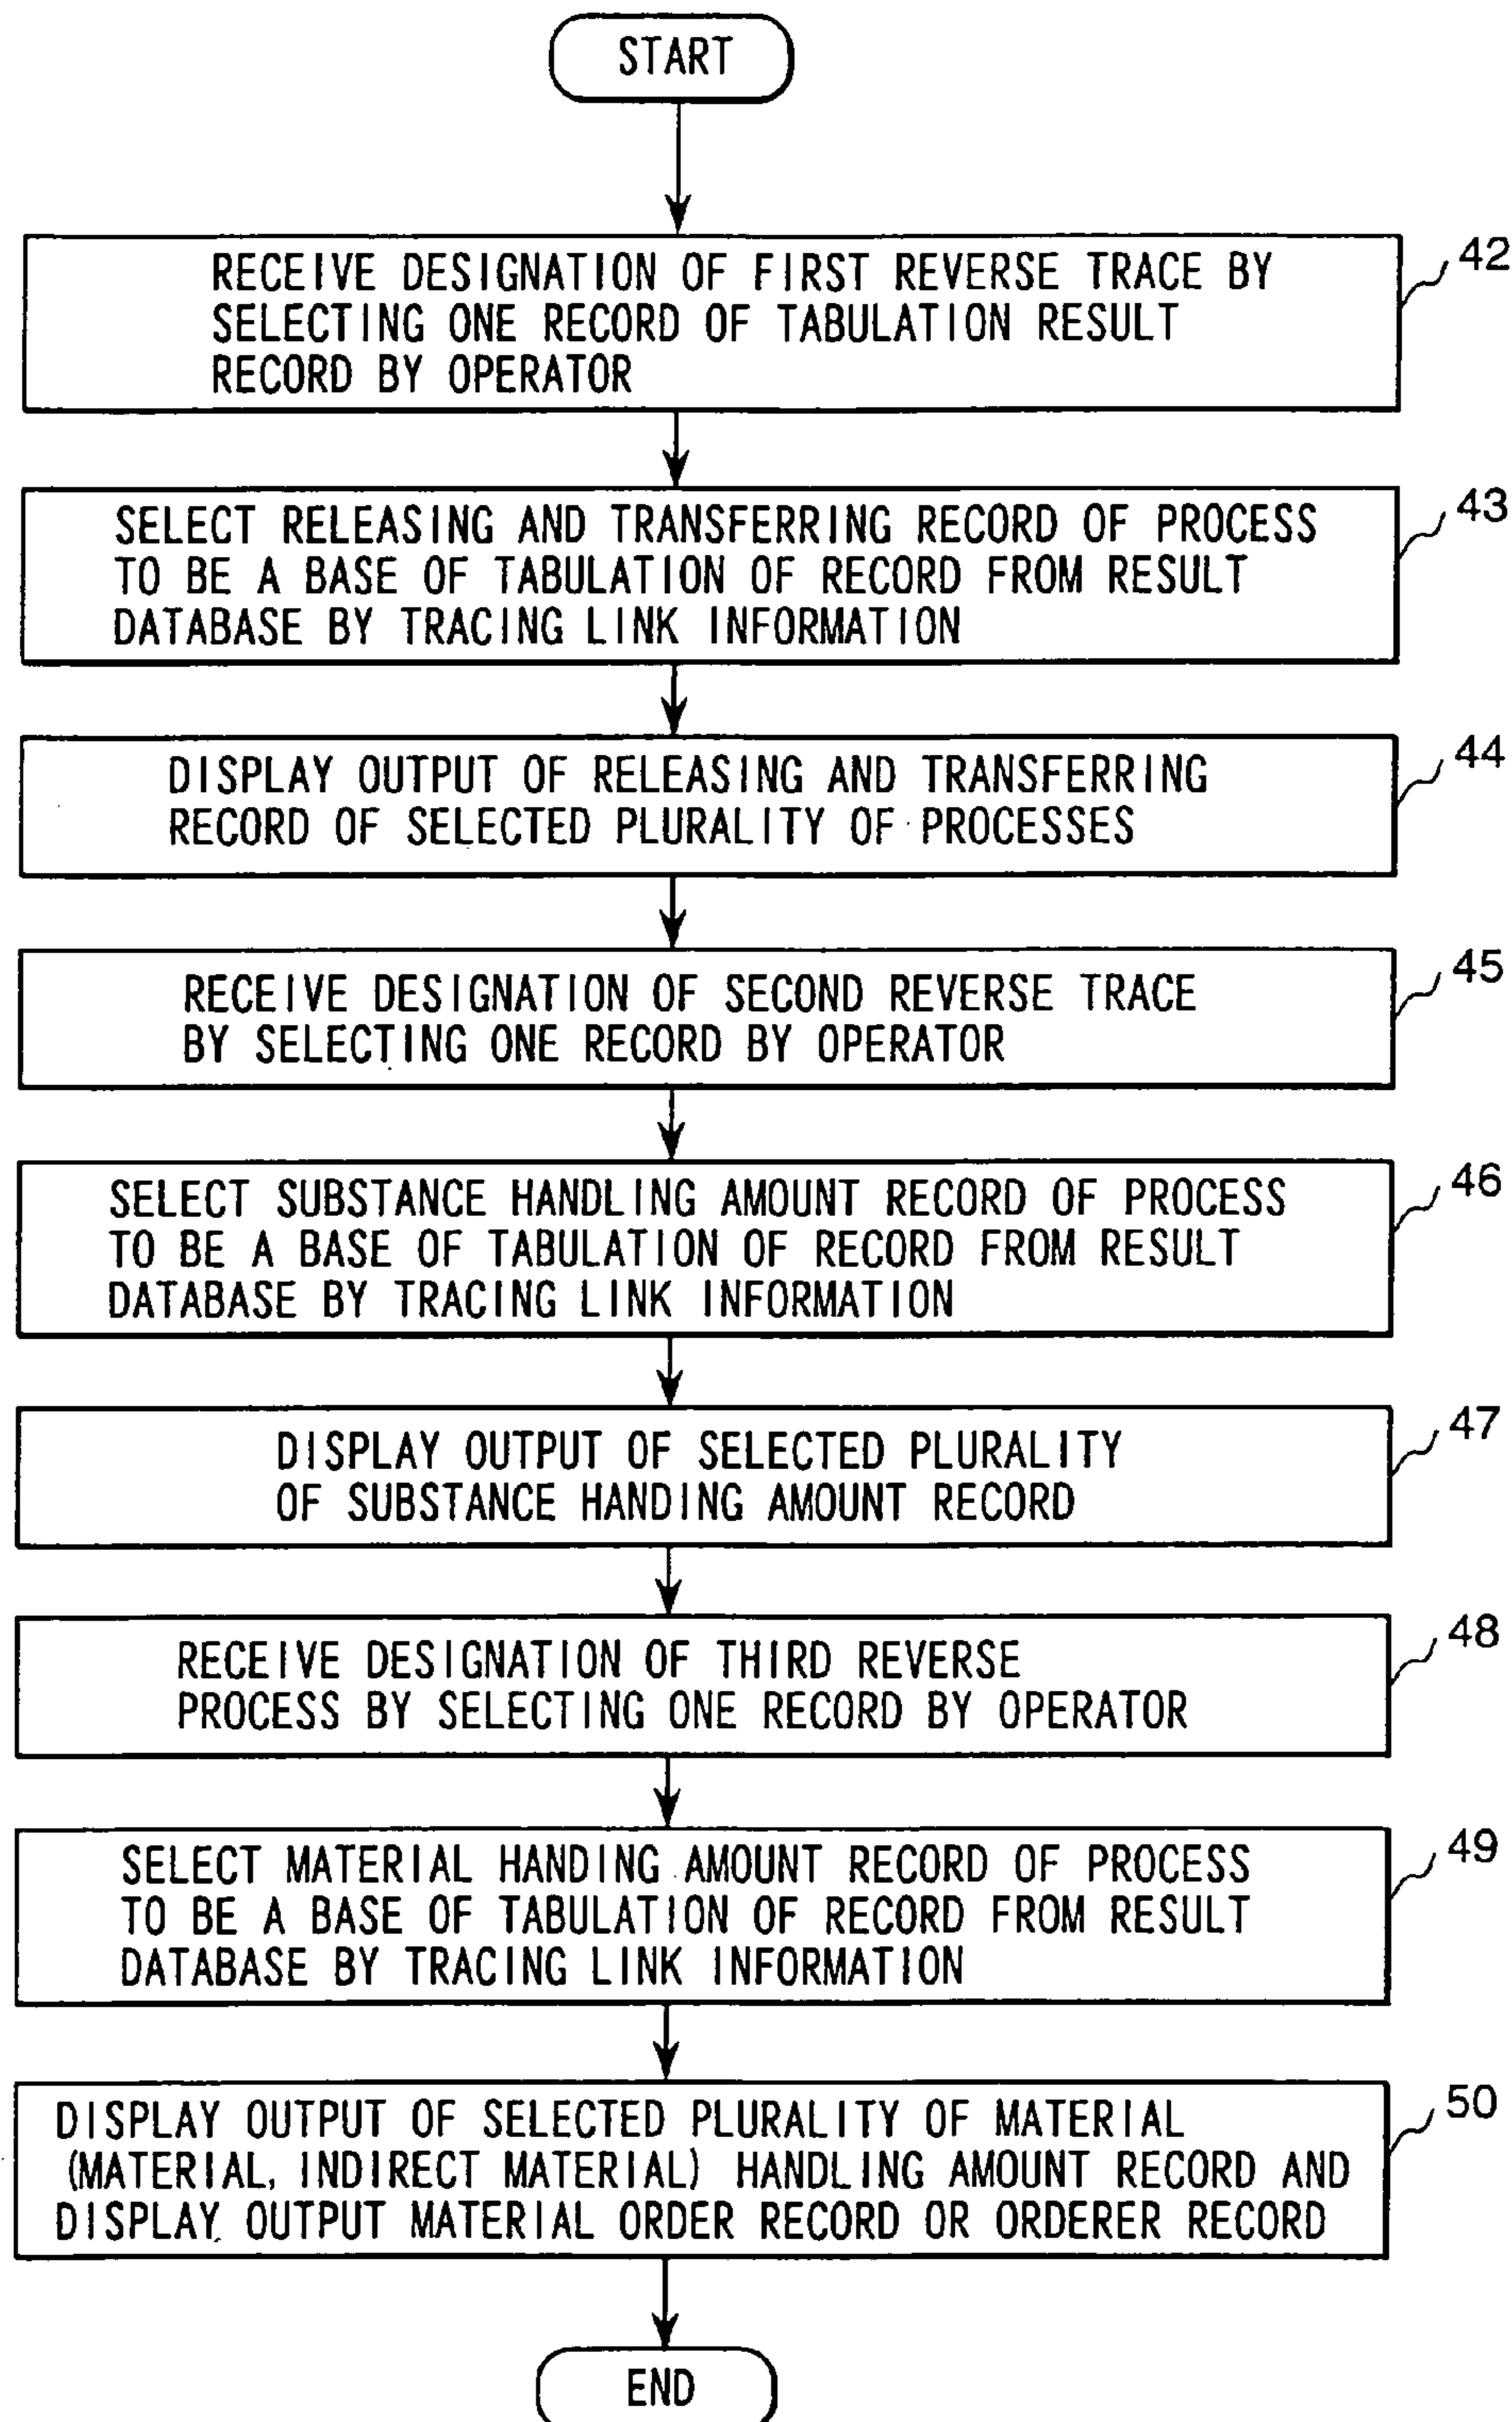 START
42
RECEIVE DESIGNATION OF FIRST REVERSE TRACE BY
SELECTING ONE RECORD OF TABULATION RESULT
RECORD BY OPERATOR
43
SELECT RELEASING AND TRANSFERRING RECORD OF PROCESS
TO BE A BASE OF TABULATION OF RECORD FROM RESULT
DATABASE BY TRACING LINK INFORMATION
44
DISPLAY OUTPUT OF RELEASING AND TRANSFERRING
RECORD OF SELECTED PLURALITY OF PROCESSES
45
RECEIVE DESIGNATION OF SECOND REVERSE TRACE
BY SELECTING ONE RECORD BY OPERATOR
46
SELECT SUBSTANCE HANDLING AMOUNT RECORD OF PROCESS
TO BE A BASE OF TABULATION OF RECORD FROM RESULT
DATABASE BY TRACING LINK INFORMATION
47
DISPLAY OUTPUT OF SELECTED PLURALITY
OF SUBSTANCE HANDING AMOUNT RECORD
48
RECEIVE DESIGNATION OF THIRD REVERSE
PROCESS BY SELECTING ONE RECORD BY OPERATOR
49
SELECT MATERIAL HANDING AMOUNT RECORD OF PROCESS
TO BE A BASE OF TABULATION OF RECORD FROM RESULT
DATABASE BY TRACING LINK INFORMATION
50
DISPLAY OUTPUT OF SELECTED PLURALITY OF MATERIAL
(MATERIAL, INDIRECT MATERIAL) HANDLING AMOUNT RECORD AND
DISPLAY OUTPUT MATERIAL ORDER RECORD OR ORDERER RECORD
END